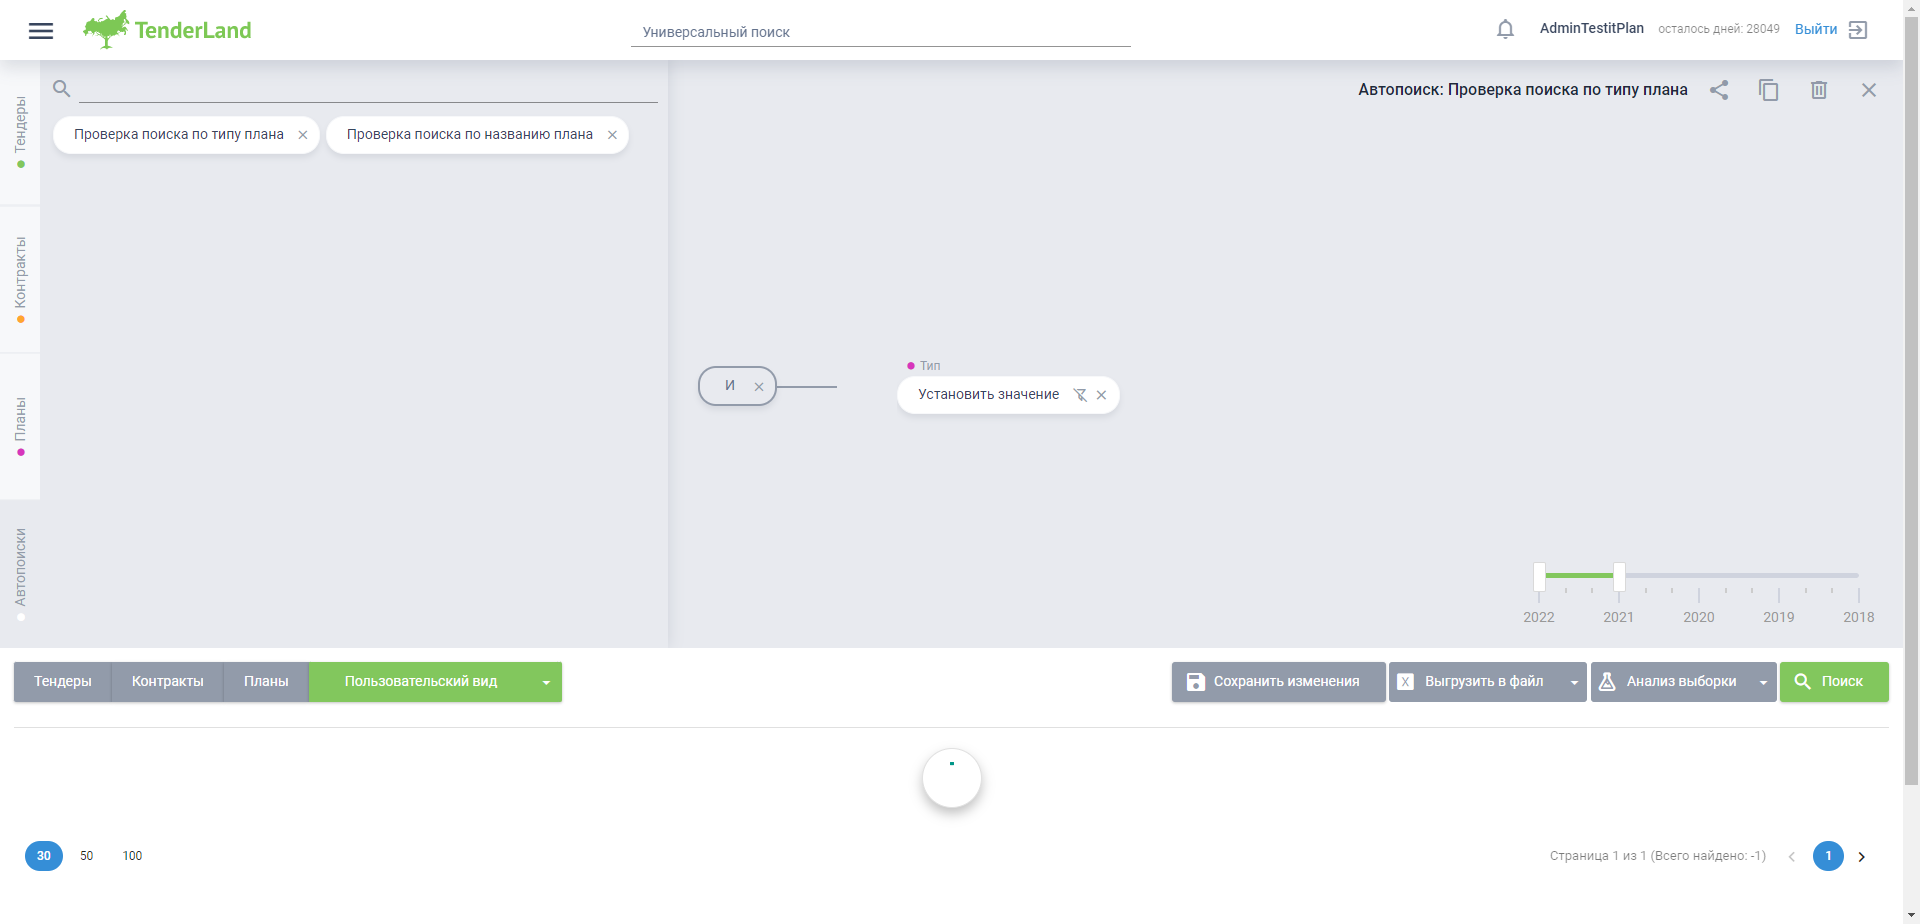 TenderLand
Универсальный поиск
AdminTestitPlan
осталось дней: 28049
Выйти
Тендеры
Контракты
Планы
Автопоиски
Проверка поиска по типу плана
Проверка поиска по названию плана
Автопоиск: Проверка поиска по типу плана
И
Тип
Установить значение
2022 2021 2020 2019 2018
Тендеры Контракты Планы Пользовательский вид
Сохранить изменения X Выгрузить в файл Анализ выборки Поиск
30 50 100
Страница 1 из 1 (Всего найдено: -1) 1